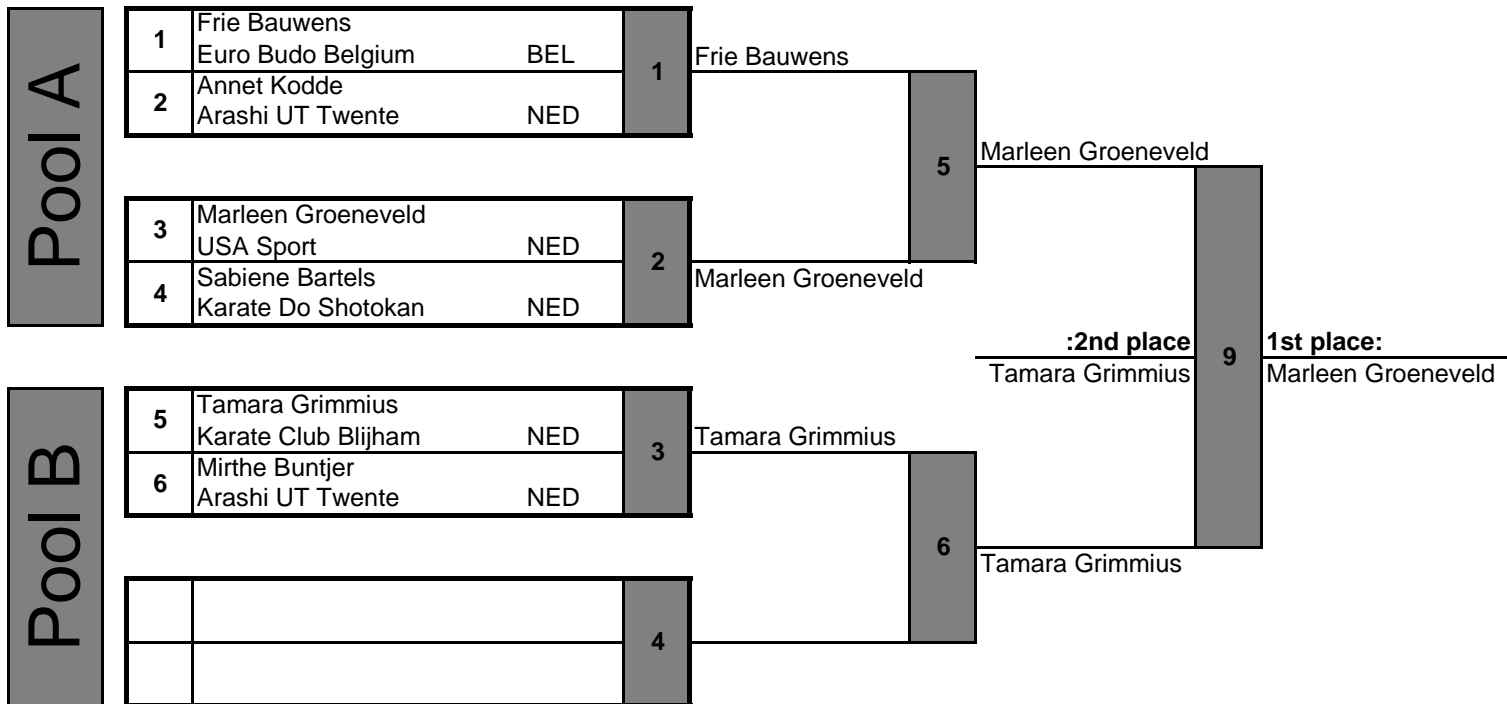 Pool A
1
Frie Bauwens
Euro Budo Belgium BEL
2
Annet Kodde
Arashi UT Twente NED
1
Frie Bauwens
3
Marleen Groeneveld
USA Sport NED
4
Sabiene Bartels
Karate Do Shotokan NED
2
Marleen Groeneveld
5
Marleen Groeneveld
Pool B
5
Tamara Grimmius
Karate Club Blijham NED
6
Mirthe Buntjer
Arashi UT Twente NED
3
Tamara Grimmius
4
6
Tamara Grimmius
:2nd place
Tamara Grimmius
9
1st place:
Marleen Groeneveld